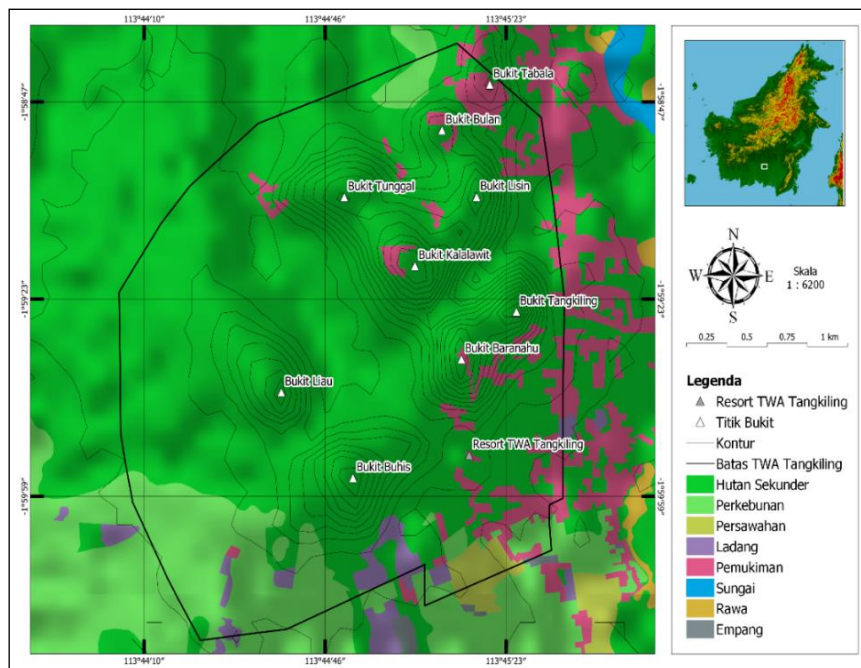 113°44'10" 113°44'46" 113°45'23"
-1°58'47" -1°58'47"
-1°59'23" -1°59'23"
-1°59'59" -1°59'59"
113°44'10" 113°44'46" 113°45'23"
Bukit Tabala
Bukit Bulan
Bukit Tunggal
Bukit Lisin
Bukit Kalalawit
Bukit Tangkiling
Bukit Baranahu
Bukit Liau
Resort TWA Tangkiling
Bukit Buhis
N
W E
S
Skala
1 : 6200
0.25 0.5 0.75 1 km
Legenda
Resort TWA Tangkiling
Titik Bukit
Kontur
Batas TWA Tangkiling
Hutan Sekunder
Perkebunan
Persawahan
Ladang
Pemukiman
Sungai
Rawa
Empang